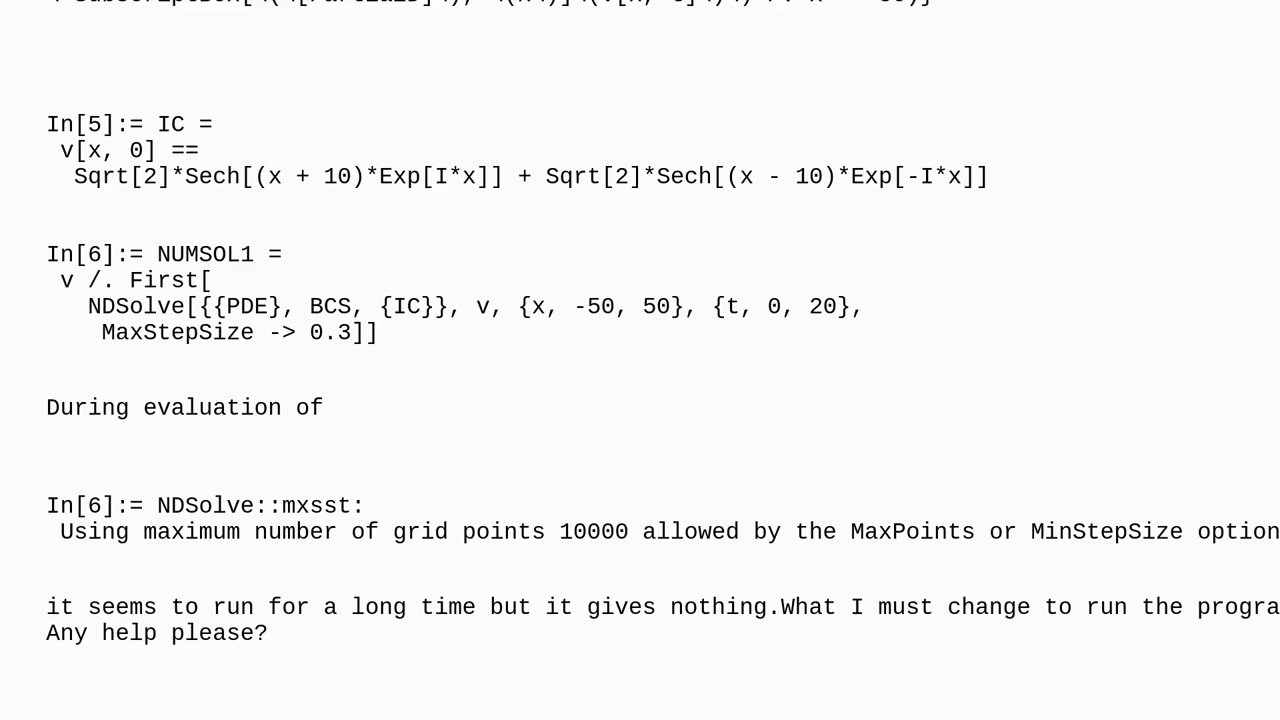 In[5]:= IC =
v[x, 0] ==
Sqrt[2]*Sech[(x + 10)*Exp[I*x]] + Sqrt[2]*Sech[(x - 10)*Exp[-I*x]]
In[6]:= NUMSOL1 =
v /. First[
NDSolve[{{PDE}, BCS, {IC}}, v, {x, -50, 50}, {t, 0, 20},
MaxStepSize -> 0.3]]
During evaluation of
In[6]:= NDSolve::mxsst:
Using maximum number of grid points 10000 allowed by the MaxPoints or MinStepSize option
it seems to run for a long time but it gives nothing.What I must change to run the progra
Any help please?